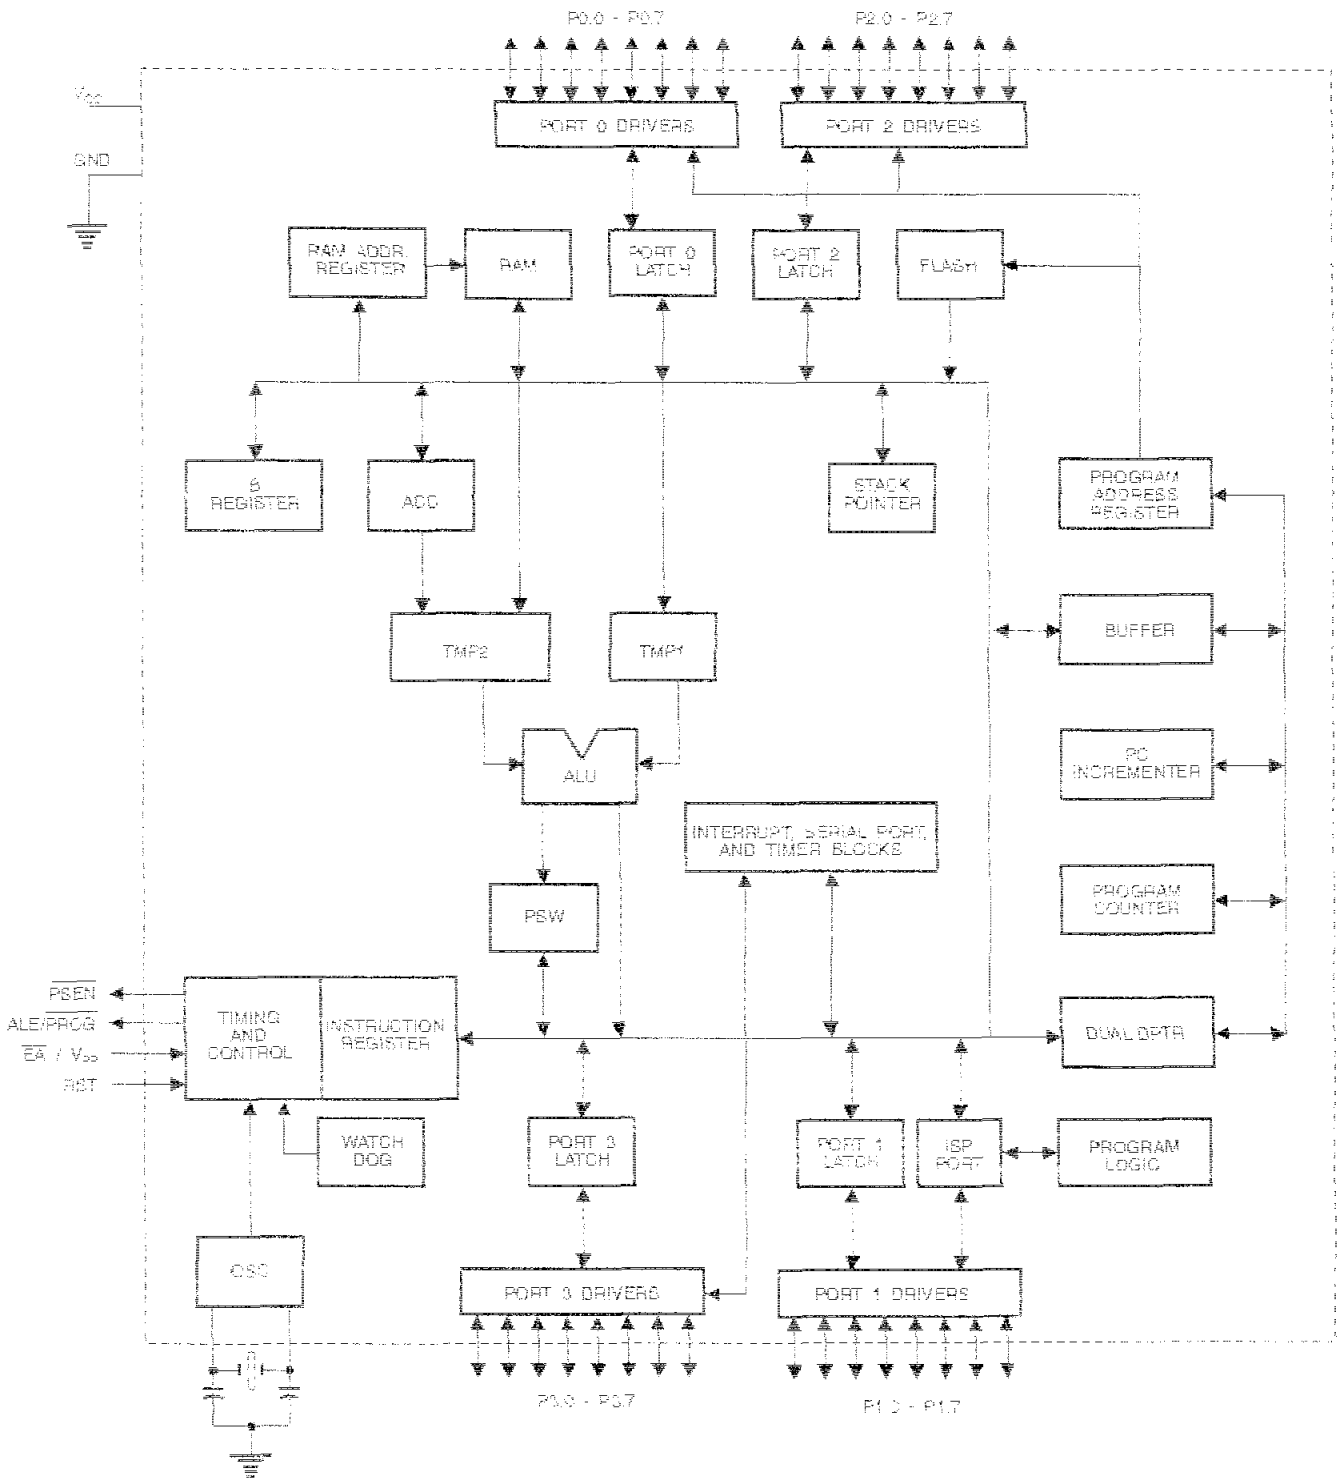 P0.0 - P0.7
P2.0 - P2.7
VCC
PORT 0 DRIVERS
PORT 2 DRIVERS
GND
RAM ADDR.
REGISTER
RAM
PORT 0
LATCH
PORT 2
LATCH
FLASH
B
REGISTER
ACC
STACK
POINTER
PROGRAM
ADDRESS
REGISTER
TMP2
TMP1
BUFFER
ALU
PC
INCREMENTER
INTERRUPT, SERIAL PORT,
AND TIMER BLOCKS
PSW
PROGRAM
COUNTER
PSEN
ALE/PROG
EA / VPP
RST
TIMING
AND
CONTROL
INSTRUCTION
REGISTER
DUAL DPTR
WATCH
DOG
PORT 3
LATCH
PORT 1
LATCH
ISP
PORT
PROGRAM
LOGIC
OSC
PORT 3 DRIVERS
PORT 1 DRIVERS
P3.0 - P3.7
P1.0 - P1.7